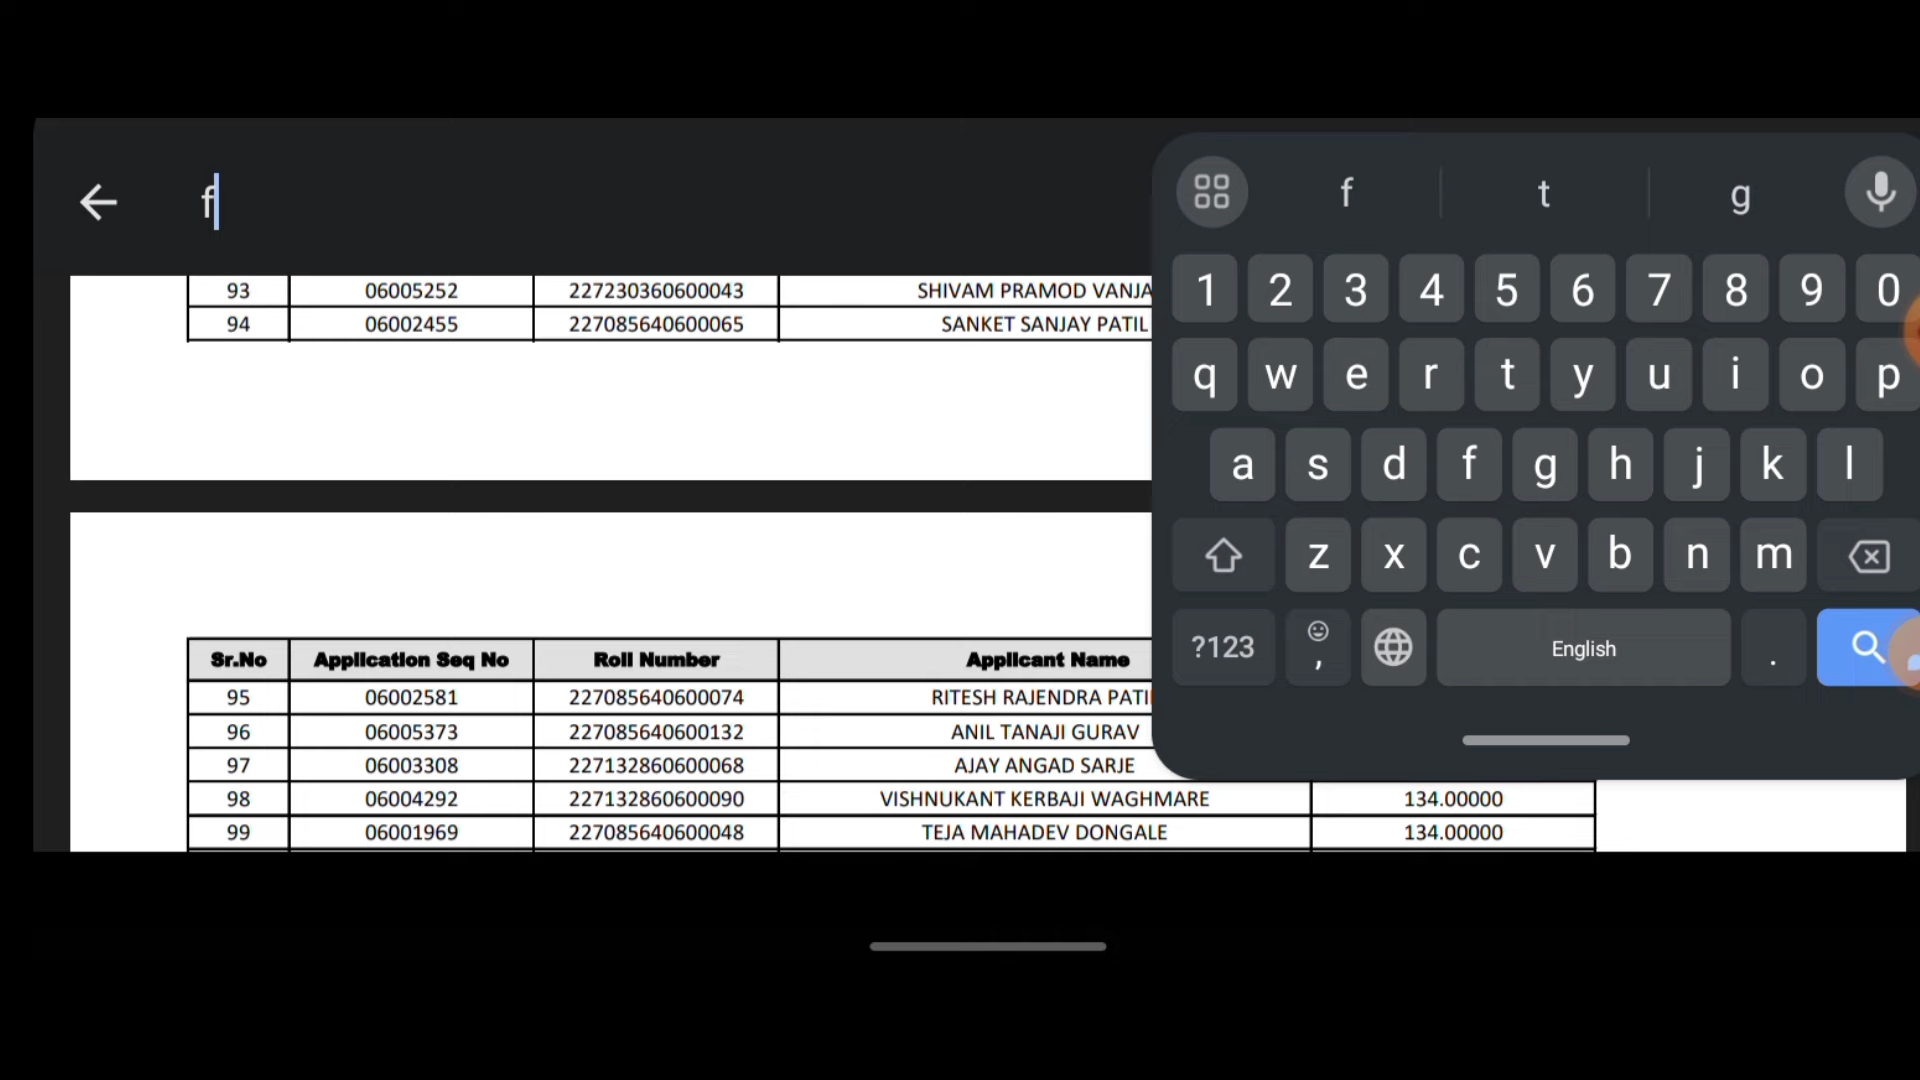 f
93 06005252 227230360600043 SHIVAM PRAMOD VANJA
94 06002455 227085640600065 SANKET SANJAY PATIL
Sr.No Application Seq No Roll Number Applicant Name
95 06002581 227085640600074 RITESH RAJENDRA PATI
96 06005373 227085640600132 ANIL TANAJI GURAV
97 06003308 227132860600068 AJAY ANGAD SARJE
98 06004292 227132860600090 VISHNUKANT KERBAJI WAGHMARE 134.00000
99 06001969 227085640600048 TEJA MAHADEV DONGALE 134.00000
f t g
1 2 3 4 5 6 7 8 9 0
q w e r t y u i o p
a s d f g h j k l
z x c v b n m
?123 , English .